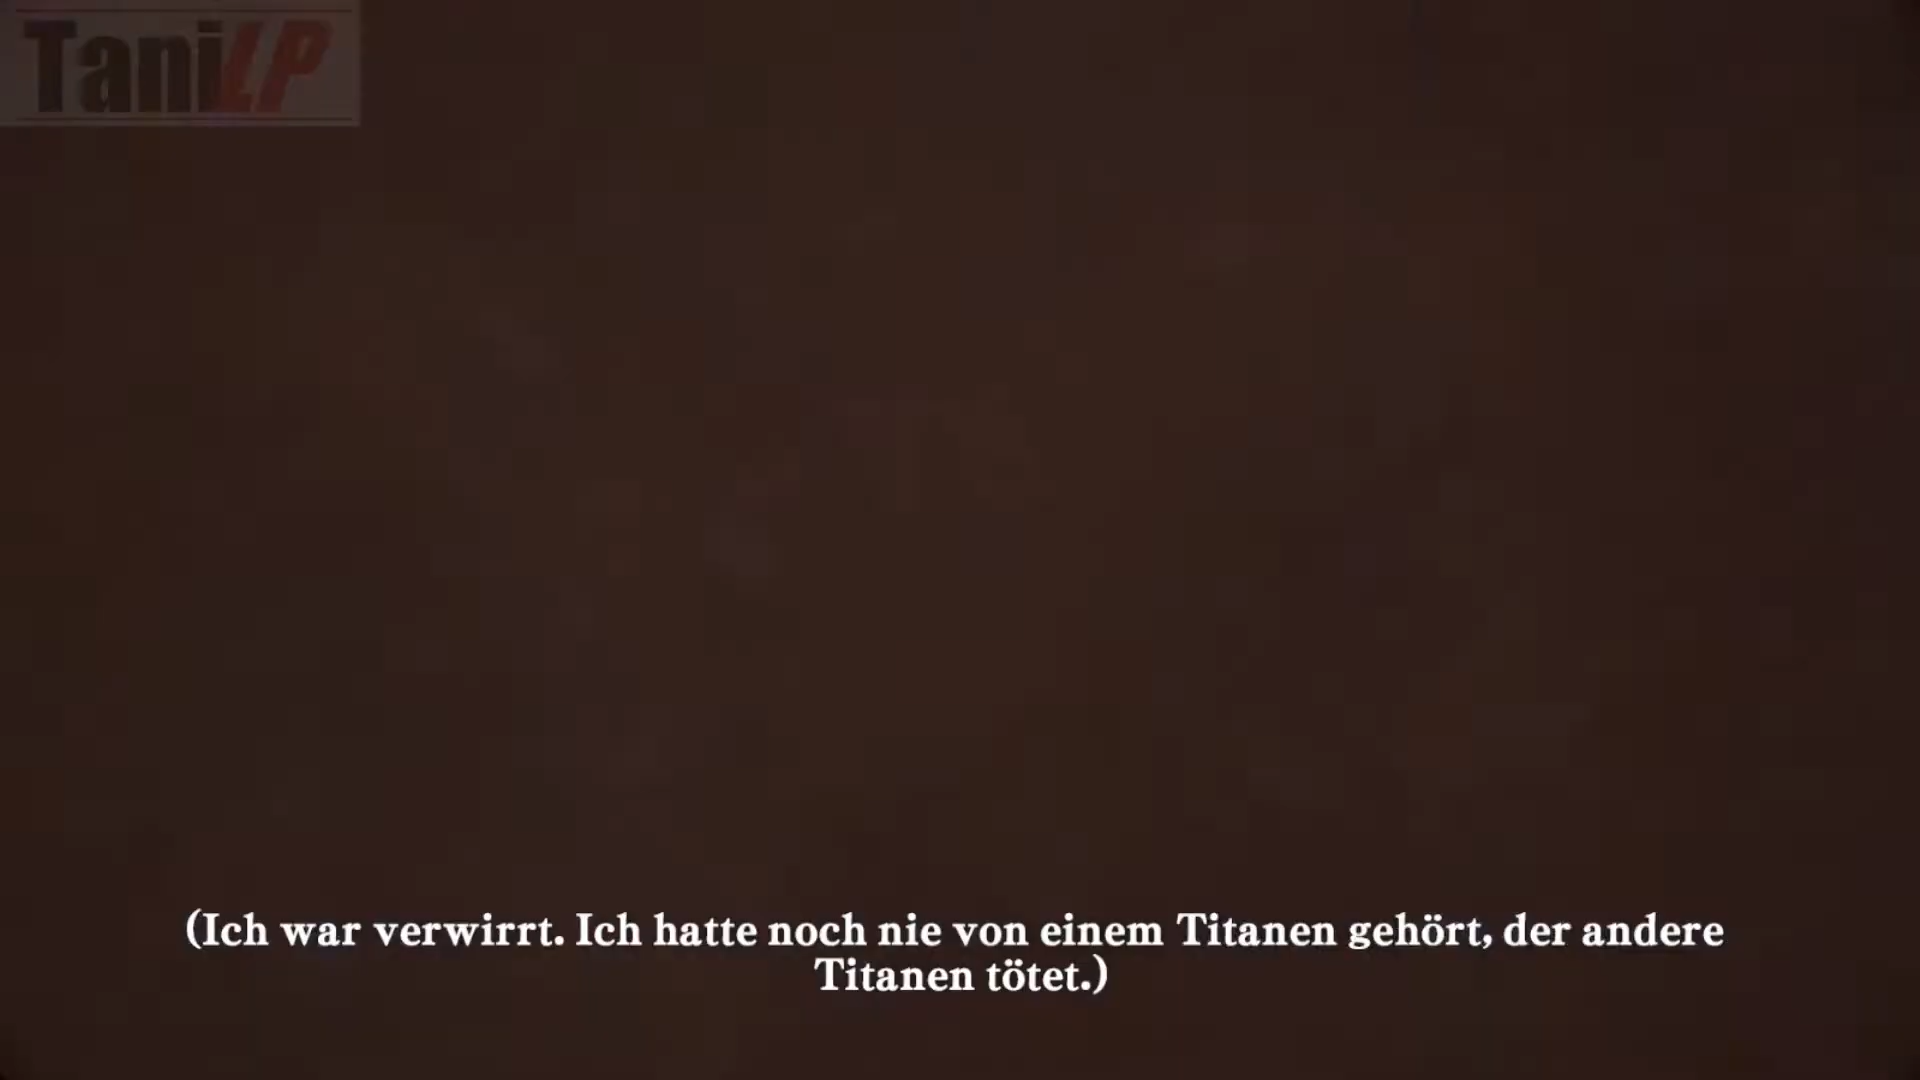 TaniLP
(Ich war verwirrt. Ich hatte noch nie von einem Titanen gehört, der andere
Titanen tötet.)